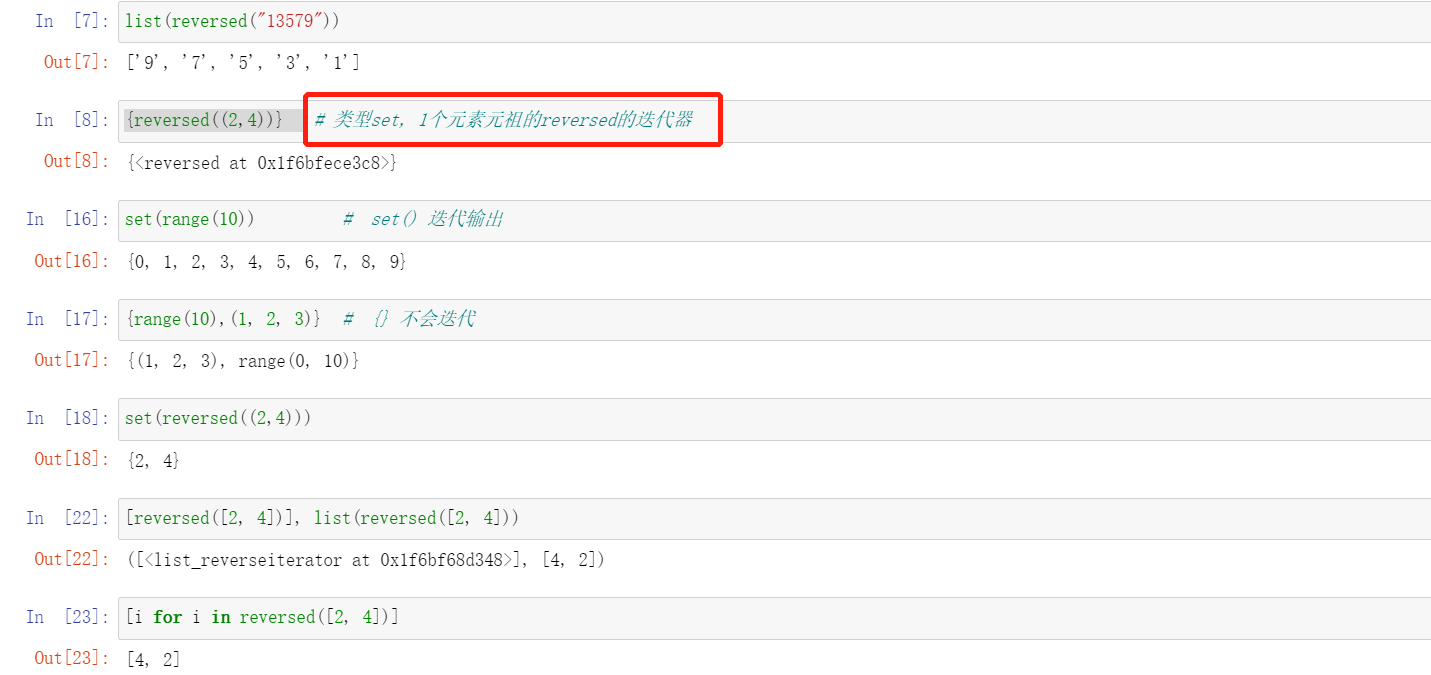 In [7]: list(reversed("13579"))
Out[7]: ['9', '7', '5', '3', '1']
In [8]: {reversed((2,4))} # 类型set, 1个元素元祖的reversed的迭代器
Out[8]: {<reversed at 0x1f6bfece3c8>}
In [16]: set(range(10)) # set() 迭代输出
Out[16]: {0, 1, 2, 3, 4, 5, 6, 7, 8, 9}
In [17]: {range(10),(1, 2, 3)} # {} 不会迭代
Out[17]: {(1, 2, 3), range(0, 10)}
In [18]: set(reversed((2,4)))
Out[18]: {2, 4}
In [22]: [reversed([2, 4])], list(reversed([2, 4]))
Out[22]: ([<list_reverseiterator at 0x1f6bf68d348>], [4, 2])
In [23]: [i for i in reversed([2, 4])]
Out[23]: [4, 2]